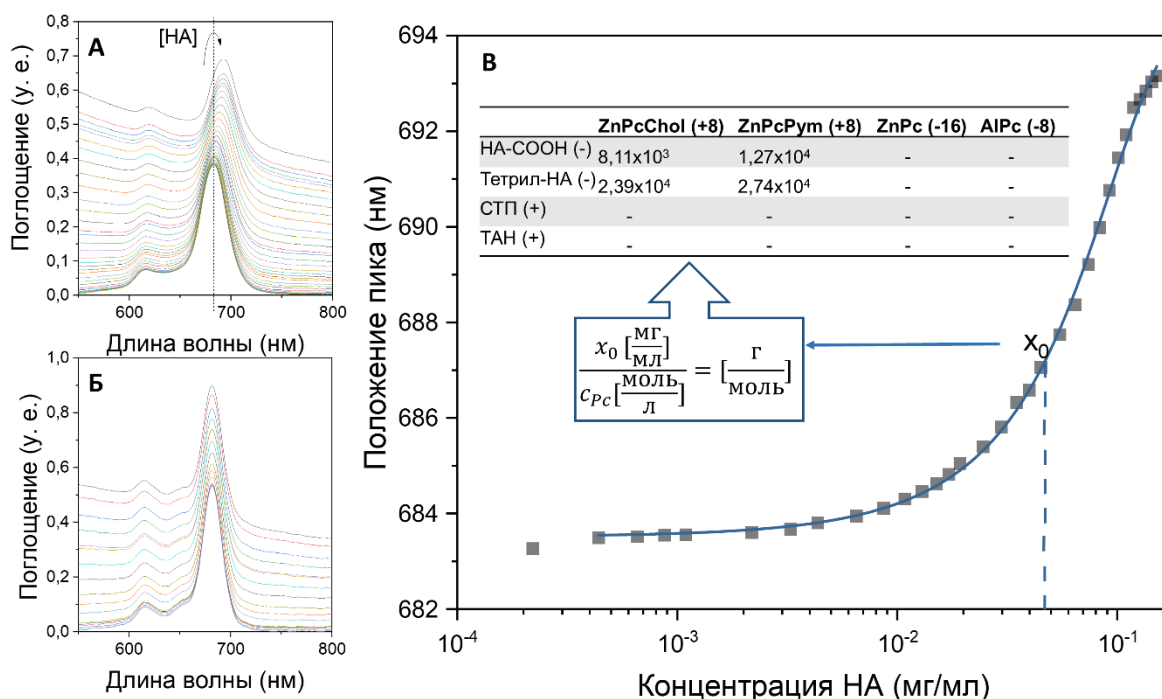 А
[HA]
Поглощение (у. е.)
0,8
0,7
0,6
0,5
0,4
0,3
0,2
0,1
0,0
600
700
800
Длина волны (нм)
Б
Поглощение (у. е.)
1,0
0,8
0,6
0,4
0,2
0,0
600
700
800
Длина волны (нм)
В
Положение пика (нм)
694
692
690
688
686
684
682
ZnPcChol (+8) ZnPcPym (+8) ZnPc (-16) AlPc (-8)
HA-COOH (-) 8,11x10³ 1,27x10⁴ - -
Тетрил-НА (-) 2,39x10⁴ 2,74x10⁴ - -
СТП (+) - - - -
ТАН (+) - - - -
x₀ [мг/мл] / c_Pc [моль/л] = [г/моль]
x₀
10⁻⁴
10⁻³
10⁻²
10⁻¹
Концентрация НА (мг/мл)